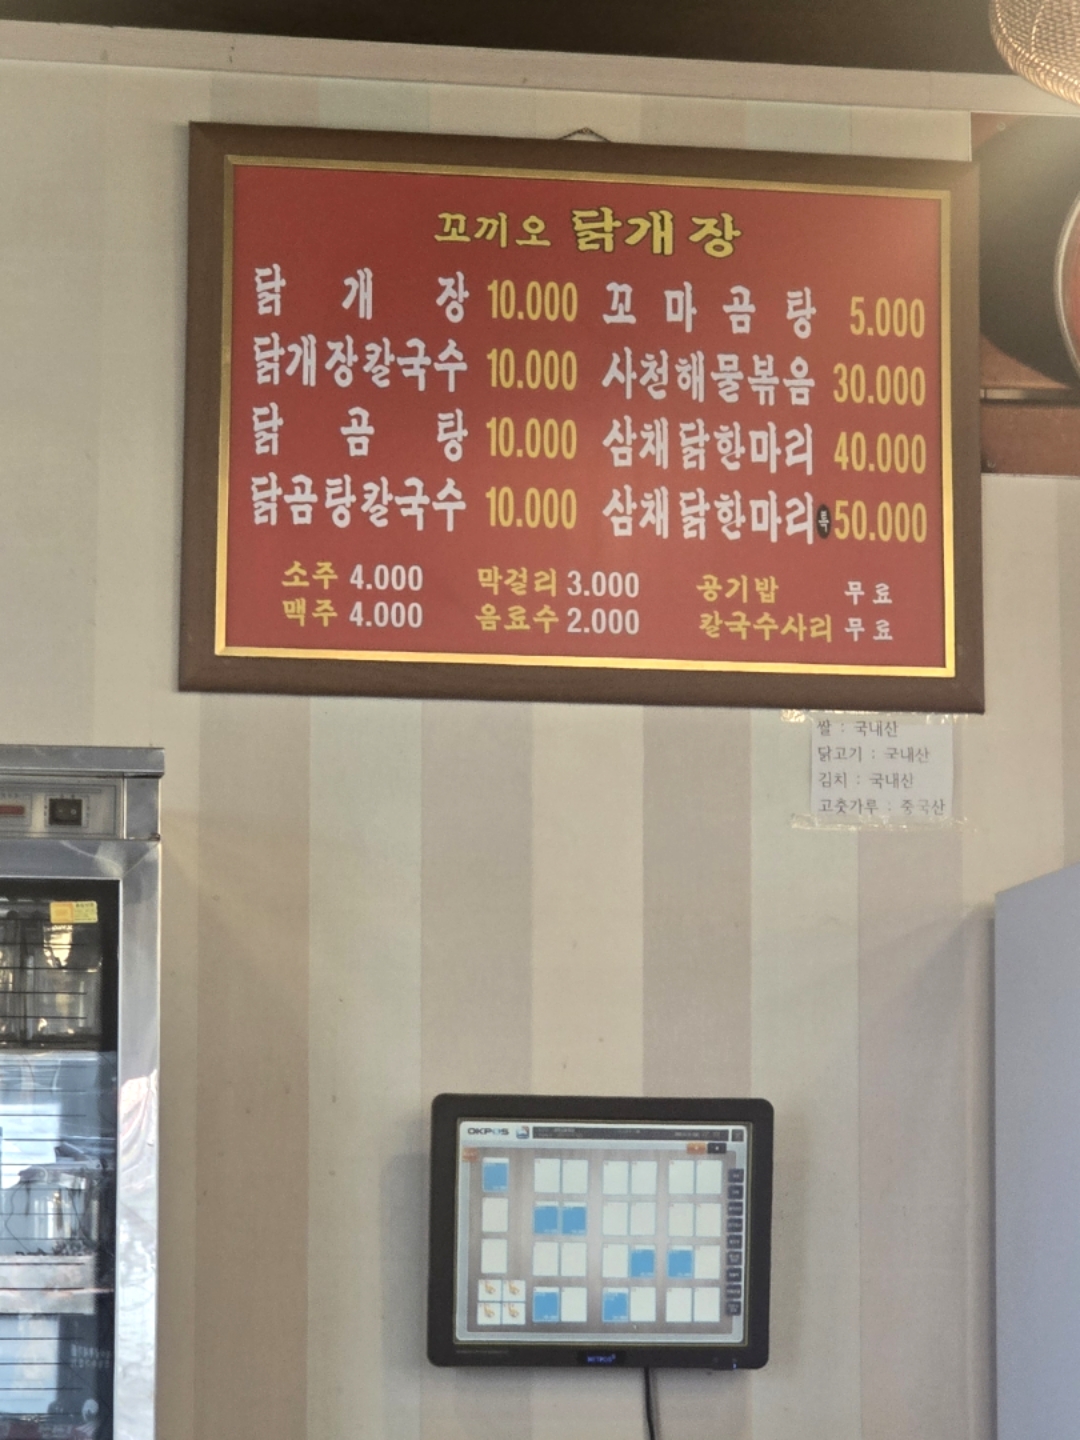 꼬끼오 닭개장
닭개장 10.000 꼬마곰탕 5.000
닭개장칼국수 10.000 사천해물볶음 30.000
닭곰탕 10.000 삼채닭한마리 40.000
닭곰탕칼국수 10.000 삼채닭한마리 특 50.000
소주 4.000 막걸리 3.000 공기밥 무료
맥주 4.000 음료수 2.000 칼국수사리 무료
쌀 : 국내산
닭고기 : 국내산
김치 : 국내산
고춧가루 : 중국산
OKPOS